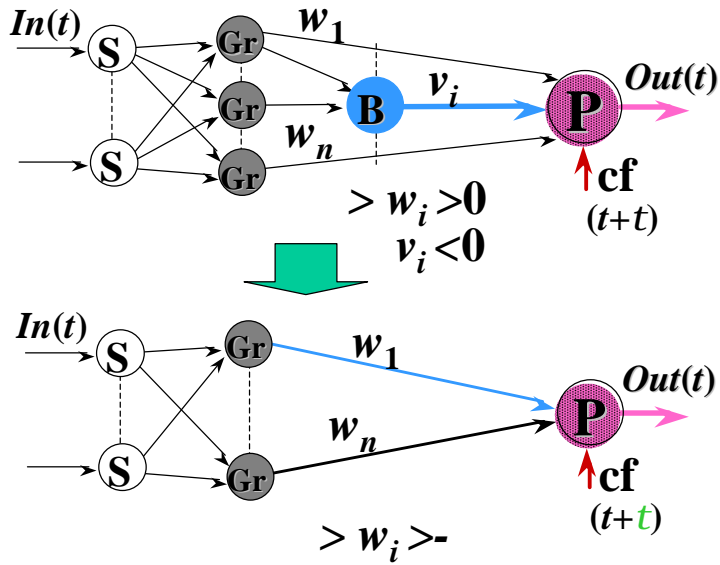 In(t)
S
S
Gr
Gr
Gr
w1
wn
B
vi
P
Out(t)
cf
(t+t)
> wi >0
vi <0
In(t)
S
S
Gr
Gr
w1
wn
P
Out(t)
cf
(t+t)
> wi >-